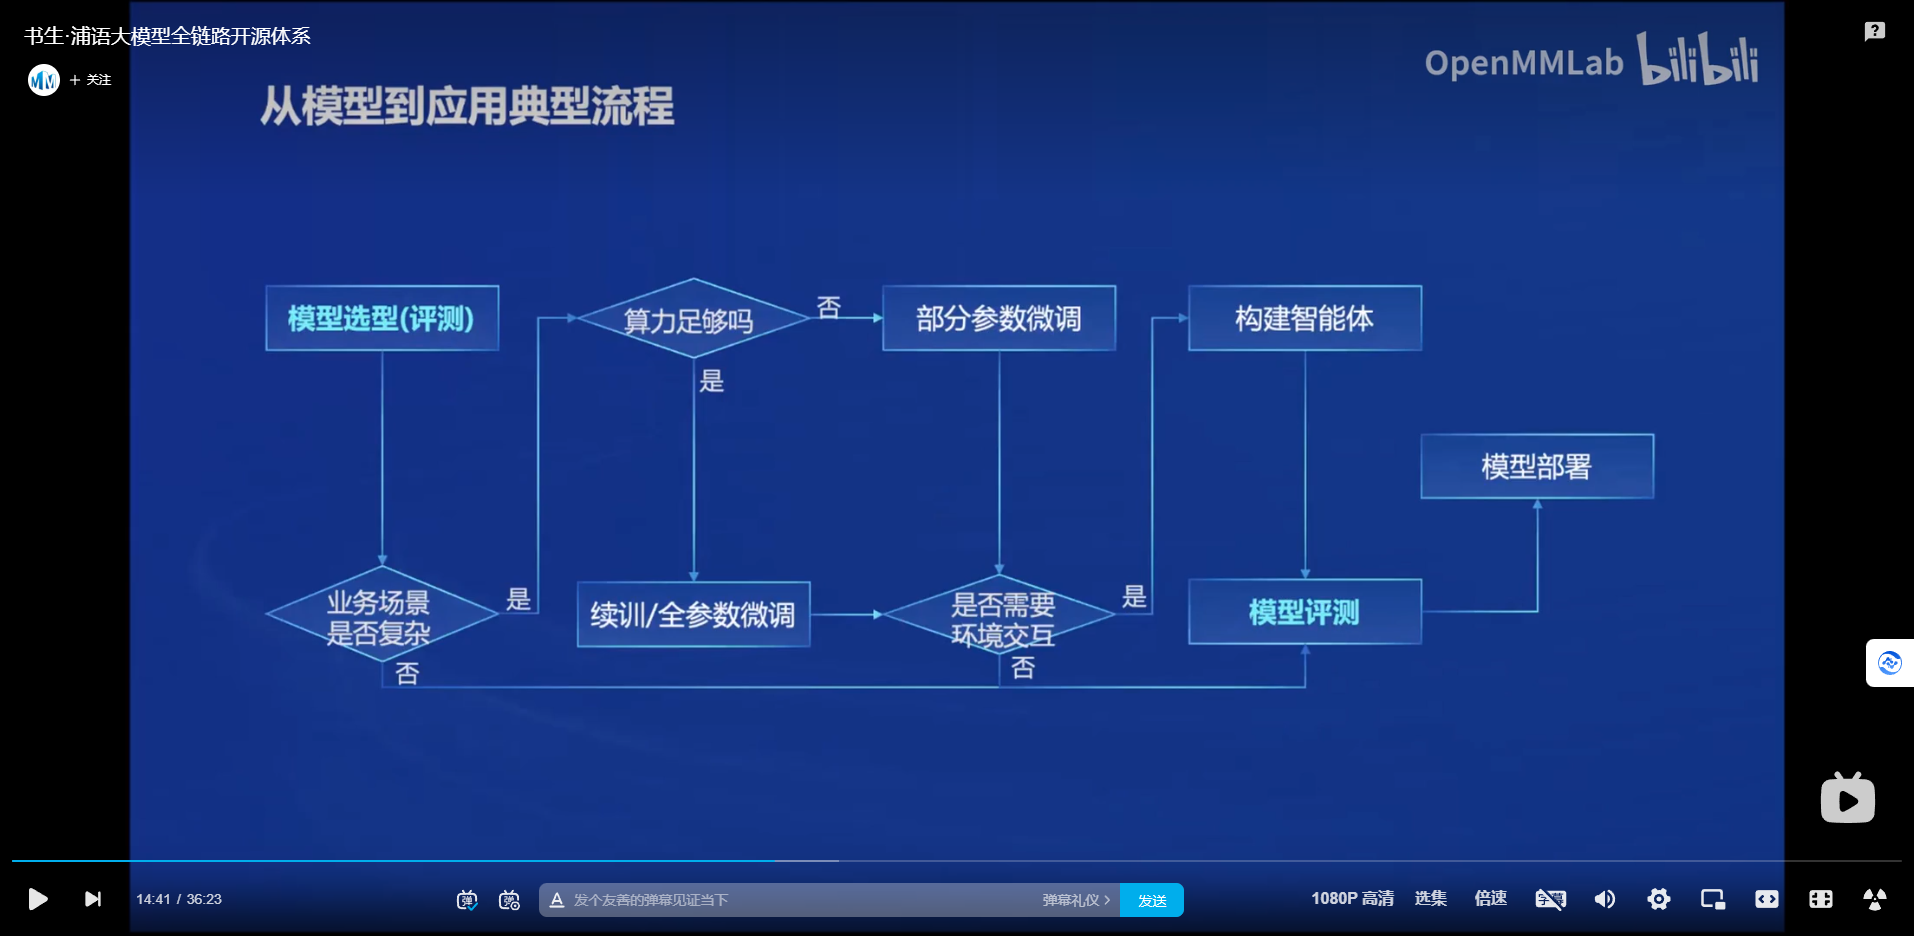 书生·浦语大模型全链路开源体系
+ 关注
OpenMMLab bilibili
从模型到应用典型流程
模型选型(评测)
算力足够吗
否
部分参数微调
构建智能体
是
模型部署
业务场景
是否复杂
是
续训/全参数微调
是否需要
环境交互
是
模型评测
否
否
14:41 / 36:23
弹
弹
A
发个友善的弹幕见证当下
弹幕礼仪
发送
1080P 高清
选集
倍速
字幕